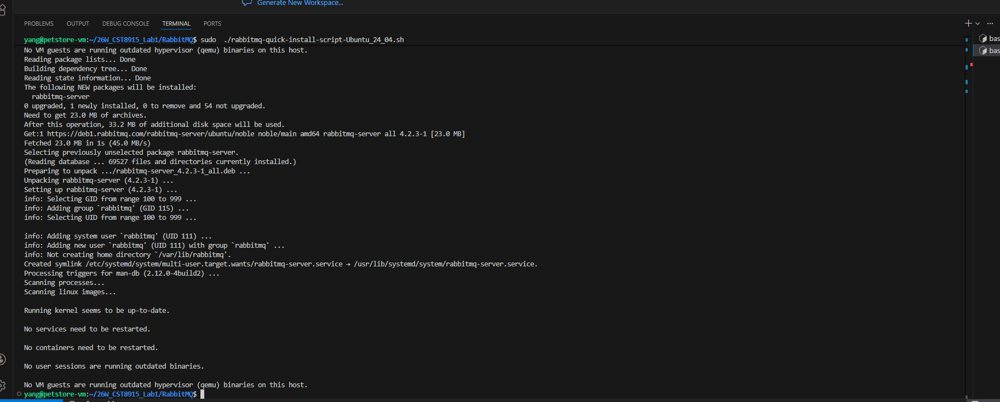 Generate New Workspace...
PROBLEMS OUTPUT DEBUG CONSOLE TERMINAL PORTS
yang@petstore-vm:~/26W_CST8915_Lab1/RabbitMQ$ sudo  ./rabbitmq-quick-install-script-Ubuntu_24_04.sh
No VM guests are running outdated hypervisor (qemu) binaries on this host.
Reading package lists... Done
Building dependency tree... Done
Reading state information... Done
The following NEW packages will be installed:
  rabbitmq-server
0 upgraded, 1 newly installed, 0 to remove and 54 not upgraded.
Need to get 23.0 MB of archives.
After this operation, 33.2 MB of additional disk space will be used.
Get:1 https://deb1.rabbitmq.com/rabbitmq-server/ubuntu/noble noble/main amd64 rabbitmq-server all 4.2.3-1 [23.0 MB]
Fetched 23.0 MB in 1s (45.0 MB/s)
Selecting previously unselected package rabbitmq-server.
(Reading database ... 69527 files and directories currently installed.)
Preparing to unpack .../rabbitmq-server_4.2.3-1_all.deb ...
Unpacking rabbitmq-server (4.2.3-1) ...
Setting up rabbitmq-server (4.2.3-1) ...
info: Selecting GID from range 100 to 999 ...
info: Adding group `rabbitmq' (GID 115) ...
info: Selecting UID from range 100 to 999 ...
info: Adding system user `rabbitmq' (UID 111) ...
info: Adding new user `rabbitmq' (UID 111) with group `rabbitmq' ...
info: Not creating home directory `/var/lib/rabbitmq'.
Created symlink /etc/systemd/system/multi-user.target.wants/rabbitmq-server.service → /usr/lib/systemd/system/rabbitmq-server.service.
Processing triggers for man-db (2.12.0-4build2) ...
Scanning processes...
Scanning linux images...
Running kernel seems to be up-to-date.
No services need to be restarted.
No containers need to be restarted.
No user sessions are running outdated binaries.
No VM guests are running outdated hypervisor (qemu) binaries on this host.
yang@petstore-vm:~/26W_CST8915_Lab1/RabbitMQ$
bas
bas